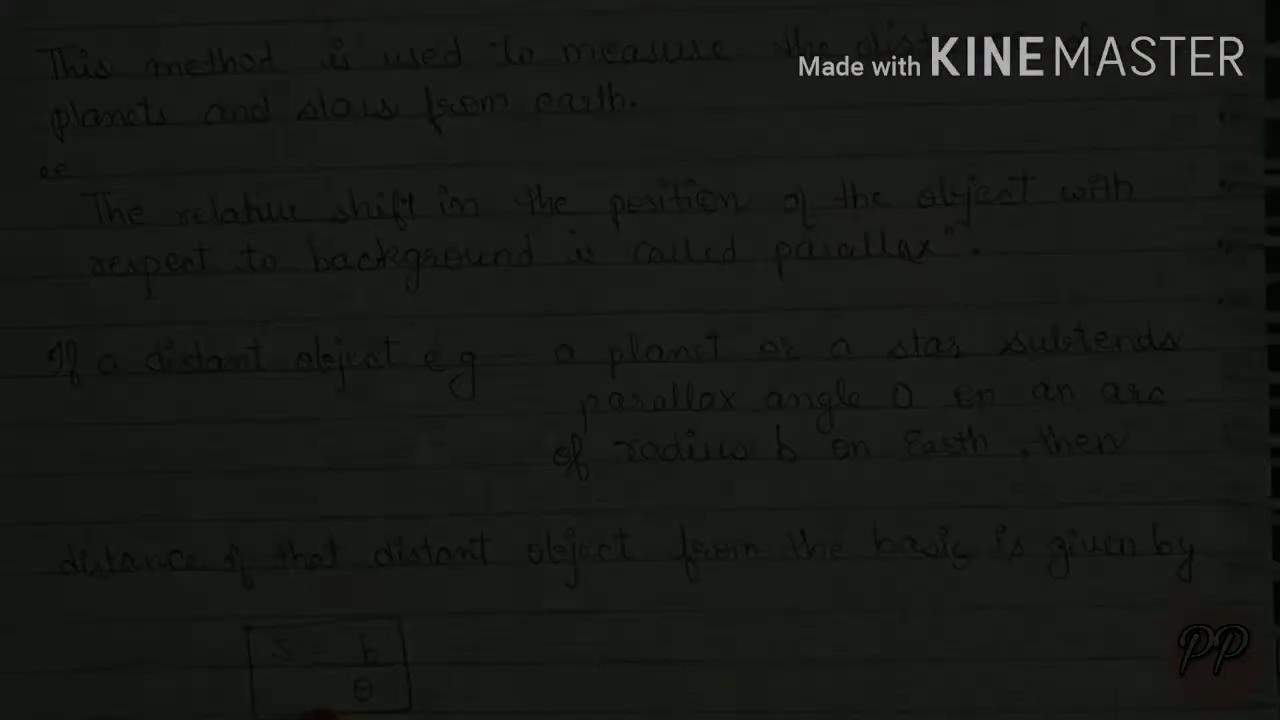 This method is used to measure the
Made with KINEMASTER
planets and stars from earth.
The relative shift in the position of the object with
respect to background is called parallax".
If a distant object eg - a planet or a star subtends
parallax angle θ on an arc
of radius b on Earth, then
distance of that distant object from the basis is given by
S = b
θ
PP